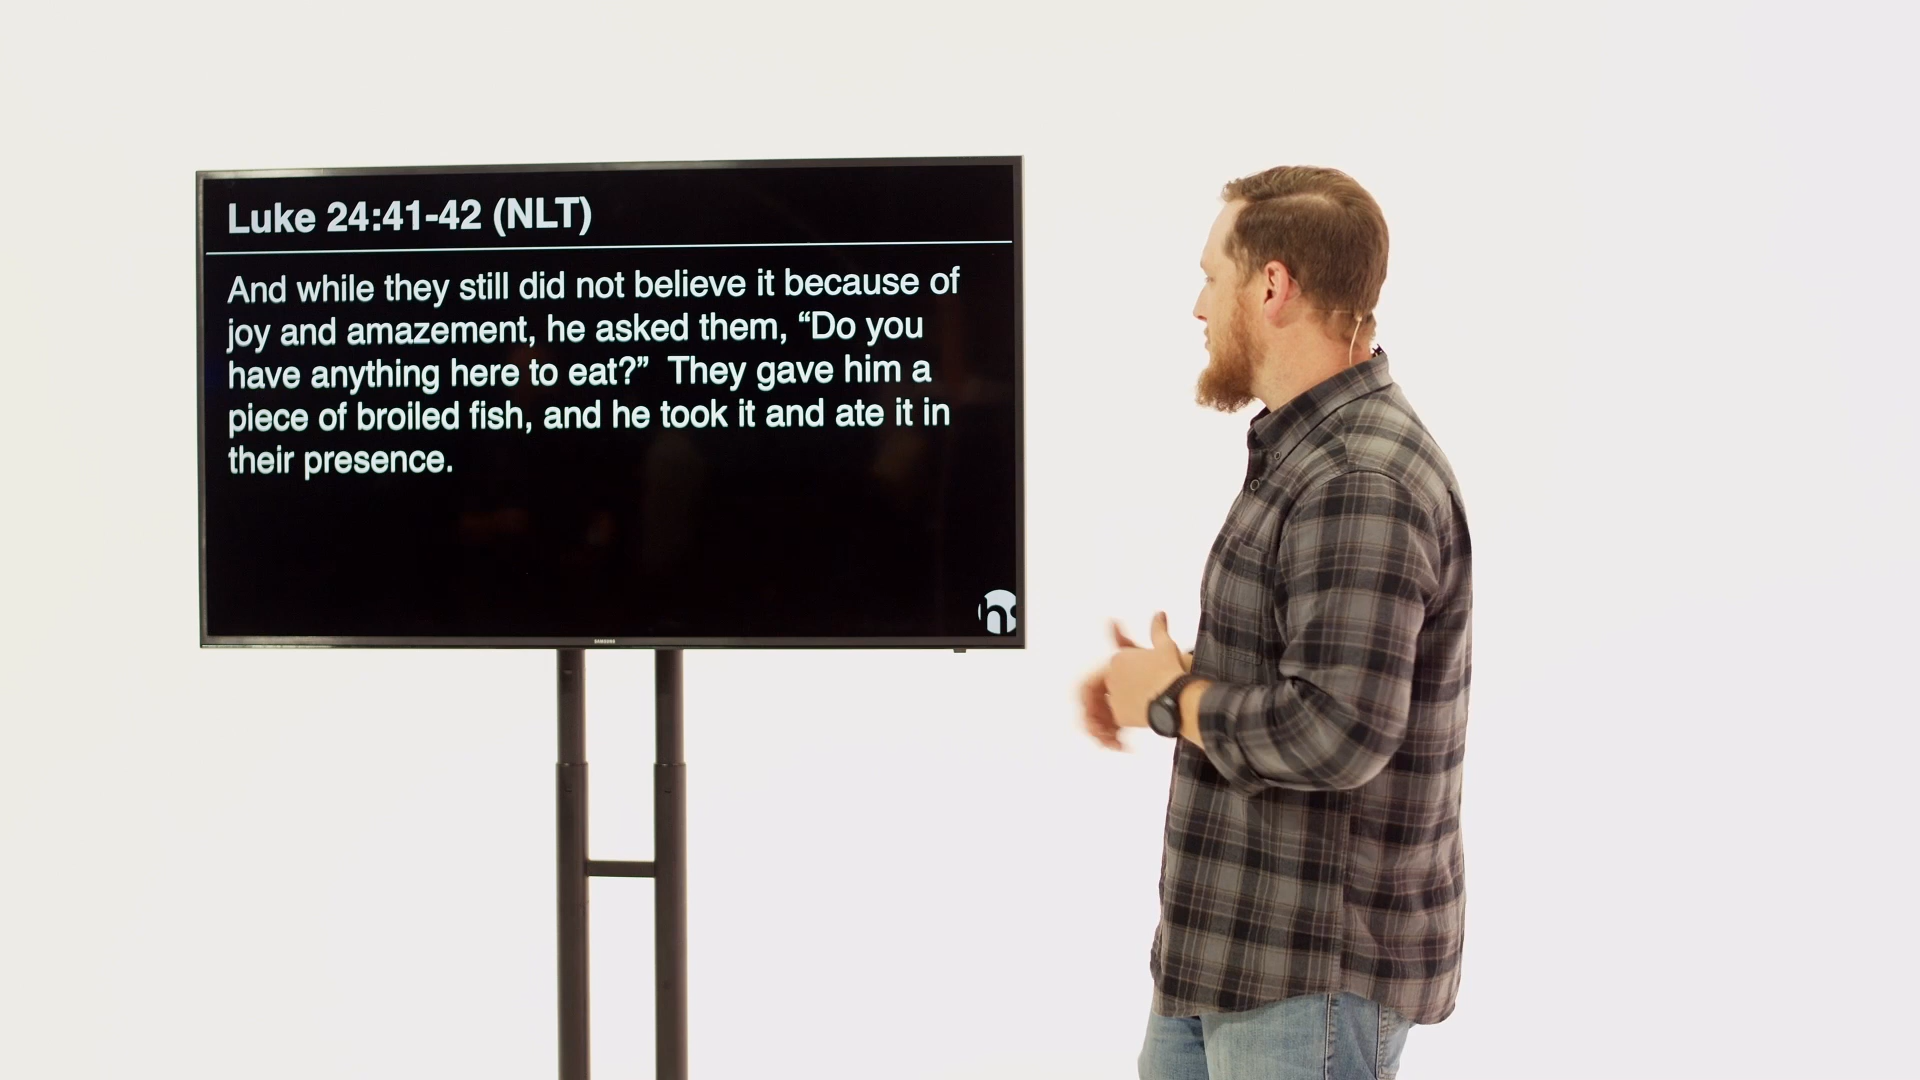 Luke 24:41-42 (NLT)
And while they still did not believe it because of
joy and amazement, he asked them, “Do you
have anything here to eat?”  They gave him a
piece of broiled fish, and he took it and ate it in
their presence.
h
SAMSUNG